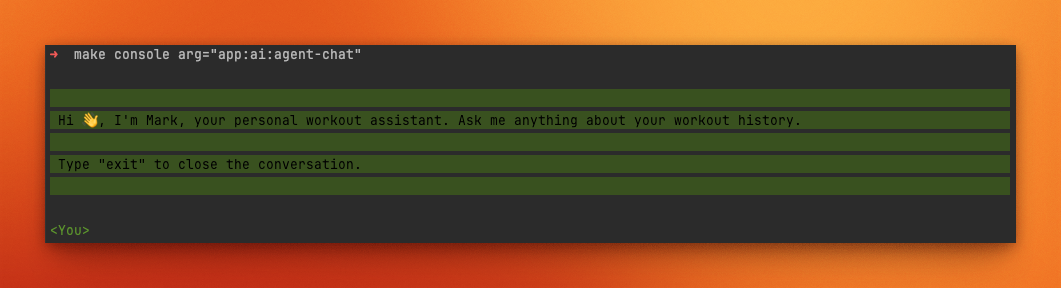 ➜ make console arg="app:ai:agent-chat"
Hi 👋, I'm Mark, your personal workout assistant. Ask me anything about your workout history.
Type "exit" to close the conversation.
<You>